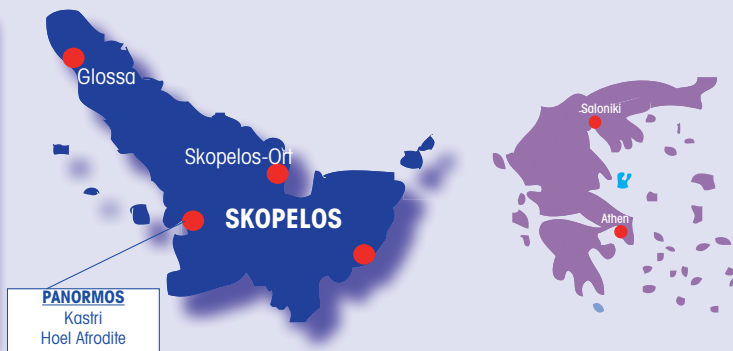 Glossa
Skopelos-Ort
SKOPELOS
PANORMOS
Kastri
Hoel Afrodite
Saloniki
Athen